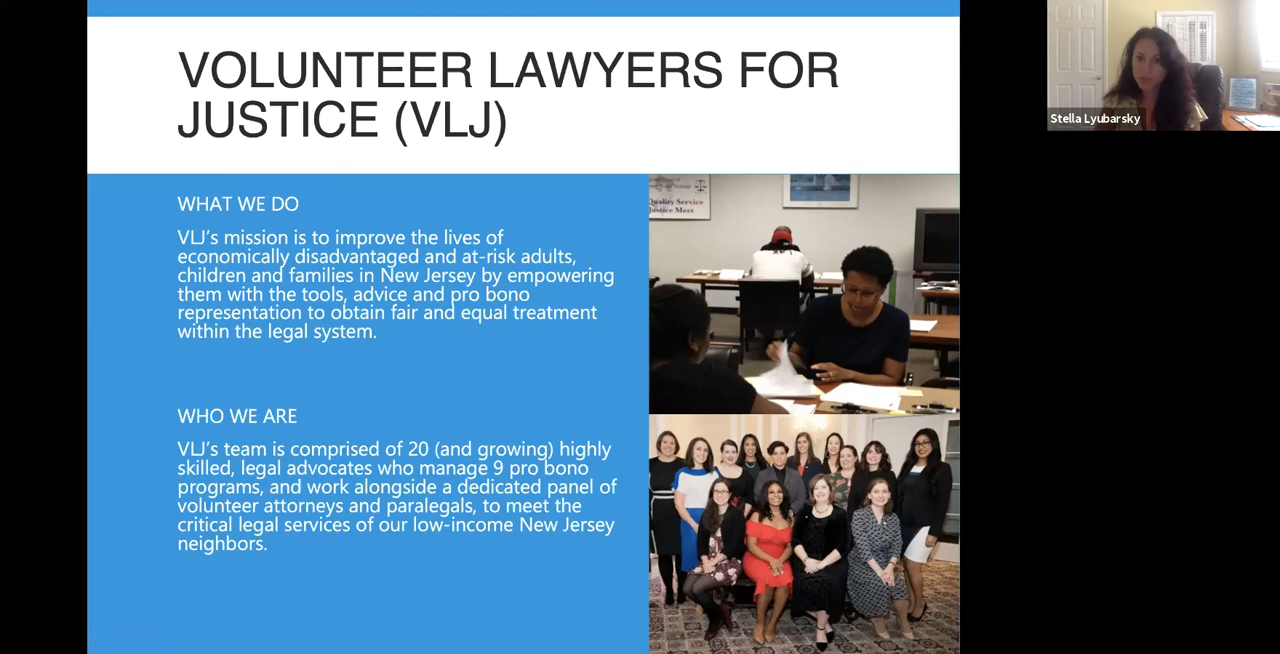 VOLUNTEER LAWYERS FOR
JUSTICE (VLJ)
WHAT WE DO
VLJ's mission is to improve the lives of
economically disadvantaged and at-risk adults,
children and families in New Jersey by empowering
them with the tools, advice and pro bono
representation to obtain fair and equal treatment
within the legal system.
WHO WE ARE
VLJ's team is comprised of 20 (and growing) highly
skilled, legal advocates who manage 9 pro bono
programs, and work alongside a dedicated panel of
volunteer attorneys and paralegals, to meet the
critical legal services of our low-income New Jersey
neighbors.
Quality Service
Justice Meet
Stella Lyubarsky